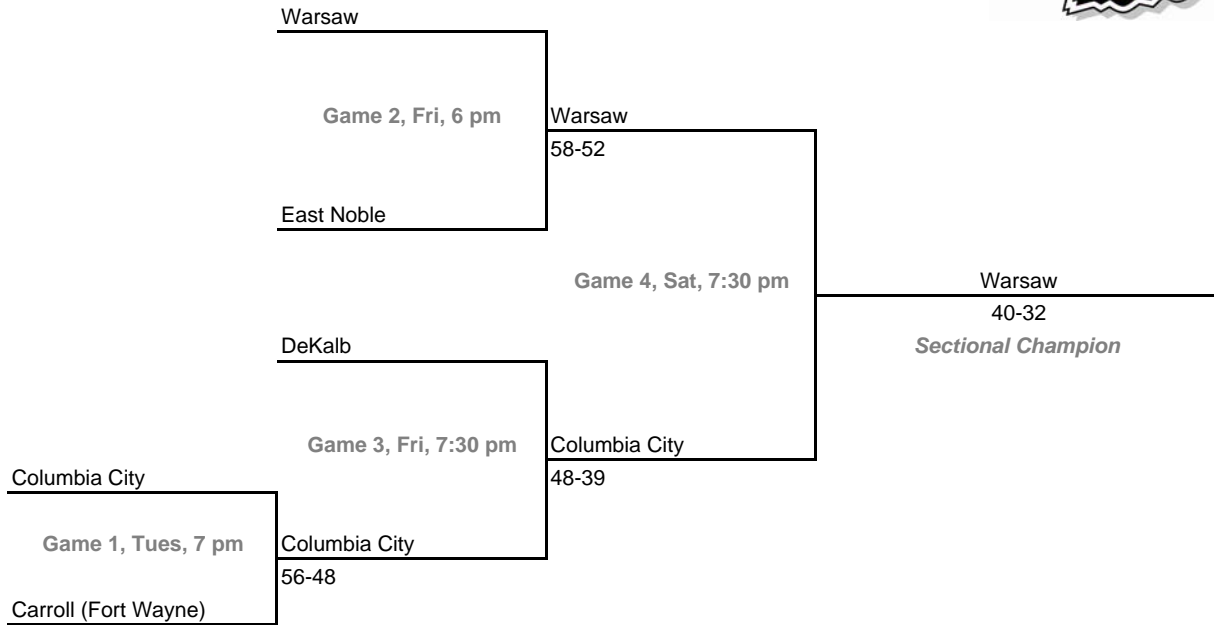 Warsaw
Game 2, Fri, 6 pm
Warsaw
58-52
East Noble
Game 4, Sat, 7:30 pm
Warsaw
40-32
DeKalb
Sectional Champion
Game 3, Fri, 7:30 pm
Columbia City
48-39
Columbia City
Game 1, Tues, 7 pm
Columbia City
56-48
Carroll (Fort Wayne)